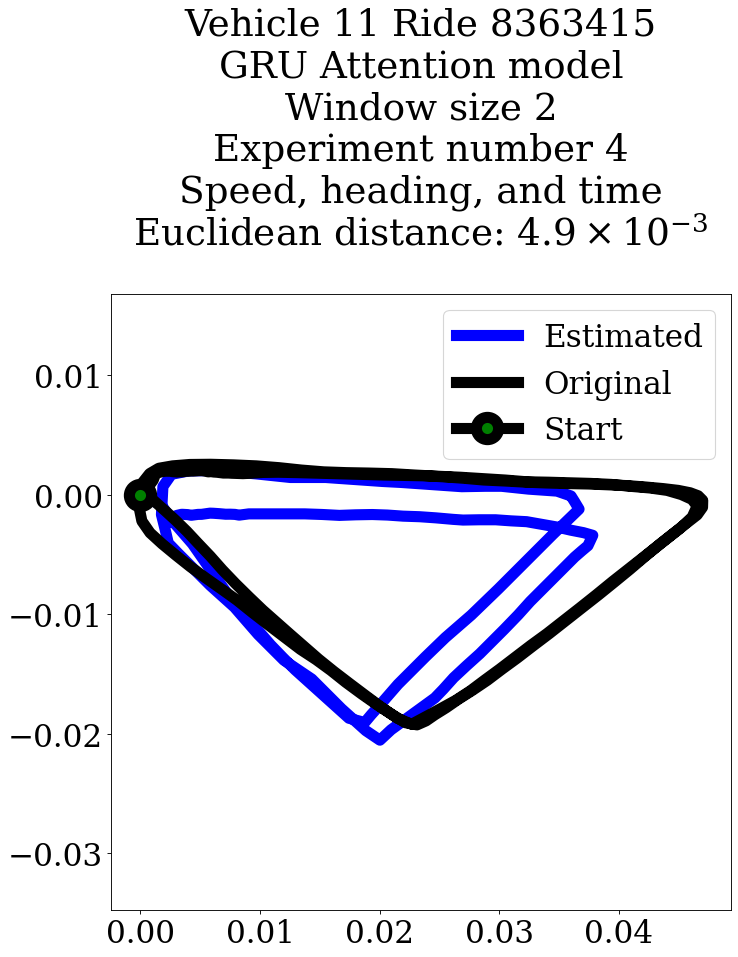 Vehicle 11 Ride 8363415
GRU Attention model
Window size 2
Experiment number 4
Speed, heading, and time
Euclidean distance: 4.9 × 10⁻³
Estimated
Original
Start
0.01
0.00
−0.01
−0.02
−0.03
0.00 0.01 0.02 0.03 0.04